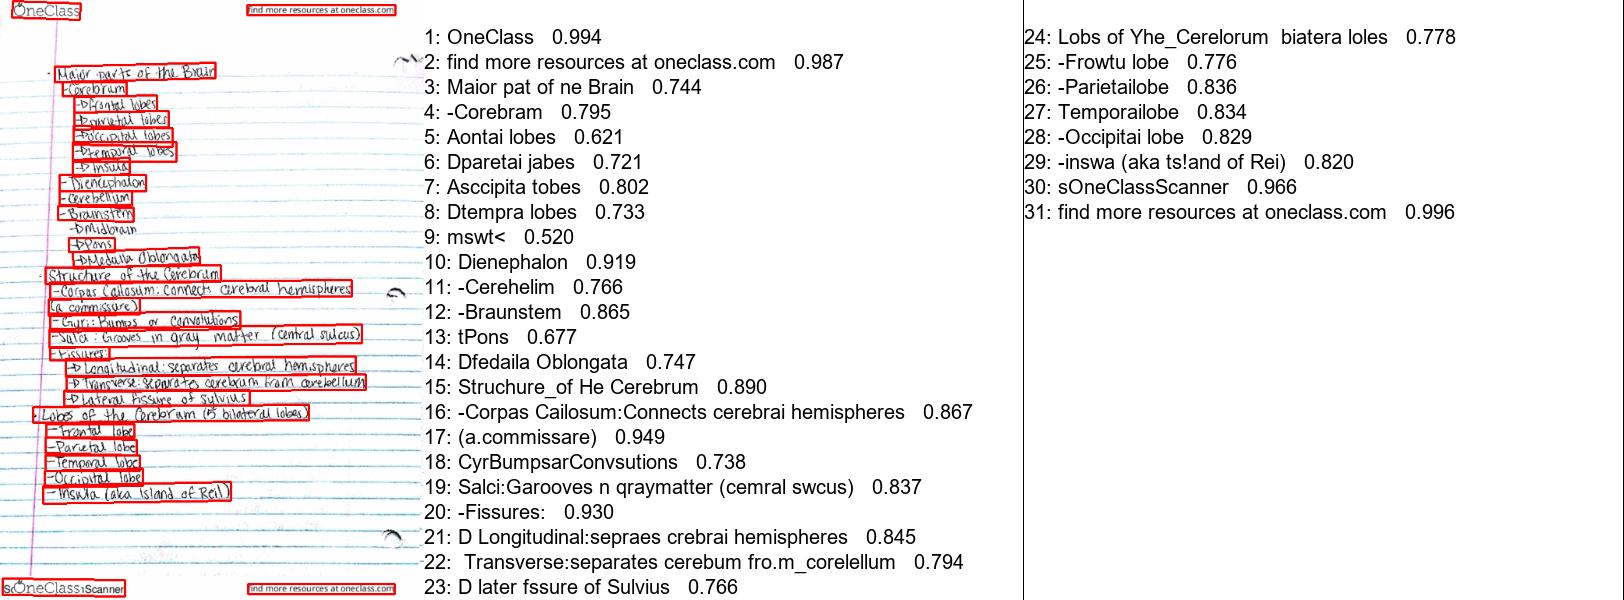 OneClass
find more resources at oneclass.com
· Major parts of the Brain
-Cerebrum
→frontal lobes
→parietal lobes
→occipital lobes
→temporal lobes
→Insula
-Diencephalon
-Cerebellum
-Brainstem
→Midbrain
→Pons
→Medulla Oblongata
· Structure of the Cerebrum
-Corpus Callosum: Connects cerebral hemispheres
(a commissure)
-Gyri: Bumps or convolutions
-Sulci: Grooves in gray matter (central sulcus)
-Fissures:
→Longitudinal: separates cerebral hemispheres
→Transverse: separates cerebrum from cerebellum
→Lateral fissure of Sylvius
· Lobes of the Cerebrum (5 bilateral lobes)
-Frontal lobe
-Parietal lobe
-Temporal lobe
-Occipital lobe
-Insula (aka Island of Reil)
OneClass Scanner
find more resources at oneclass.com
1: OneClass 0.994
2: find more resources at oneclass.com 0.987
3: Maior pat of ne Brain 0.744
4: -Corebram 0.795
5: Aontai lobes 0.621
6: Dparetai jabes 0.721
7: Asccipita tobes 0.802
8: Dtempra lobes 0.733
9: mswt< 0.520
10: Dienephalon 0.919
11: -Cerehelim 0.766
12: -Braunstem 0.865
13: tPons 0.677
14: Dfedaila Oblongata 0.747
15: Struchure_of He Cerebrum 0.890
16: -Corpas Cailosum:Connects cerebrai hemispheres 0.867
17: (a.commissare) 0.949
18: CyrBumpsarConvsutions 0.738
19: Salci:Garooves n qraymatter (cemral swcus) 0.837
20: -Fissures: 0.930
21: D Longitudinal:sepraes crebrai hemispheres 0.845
22: Transverse:separates cerebum fro.m_corelellum 0.794
23: D later fssure of Sulvius 0.766
24: Lobs of Yhe_Cerelorum biatera loles 0.778
25: -Frowtu lobe 0.776
26: -Parietailobe 0.836
27: Temporailobe 0.834
28: -Occipitai lobe 0.829
29: -inswa (aka ts!and of Rei) 0.820
30: sOneClassScanner 0.966
31: find more resources at oneclass.com 0.996